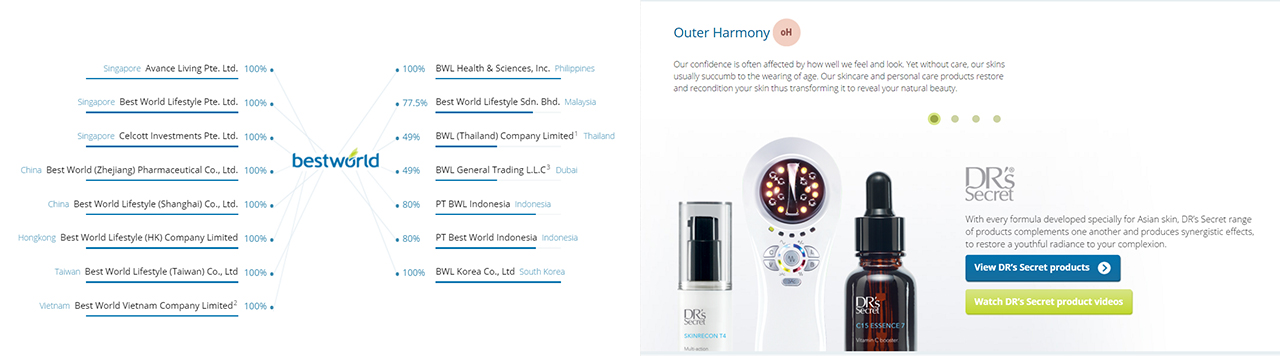 Singapore Avance Living Pte. Ltd. 100%
Singapore Best World Lifestyle Pte. Ltd. 100%
Singapore Celcott Investments Pte. Ltd. 100%
China Best World (Zhejiang) Pharmaceutical Co., Ltd. 100%
China Best World Lifestyle (Shanghai) Co., Ltd. 100%
Hongkong Best World Lifestyle (HK) Company Limited 100%
Taiwan Best World Lifestyle (Taiwan) Co., Ltd 100%
Vietnam Best World Vietnam Company Limited2 100%
bestworld
100% BWL Health & Sciences, Inc. Philippines
77.5% Best World Lifestyle Sdn. Bhd. Malaysia
49% BWL (Thailand) Company Limited1 Thailand
49% BWL General Trading L.L.C3 Dubai
80% PT BWL Indonesia Indonesia
80% PT Best World Indonesia Indonesia
100% BWL Korea Co., Ltd South Korea
Outer Harmony oH
Our confidence is often affected by how well we feel and look. Yet without care, our skins
usually succumb to the wearing of age. Our skincare and personal care products restore
and recondition your skin thus transforming it to reveal your natural beauty.
DR's
Secret
SKINRECON T4
Multi-action
DR's
Secret
C15 ESSENCE 7
Vitamin C booster
DR's®
Secret
With every formula developed specially for Asian skin, DR's Secret range
of products complements one another and produces synergistic effects,
to restore a youthful radiance to your complexion.
View DR's Secret products
Watch DR's Secret product videos